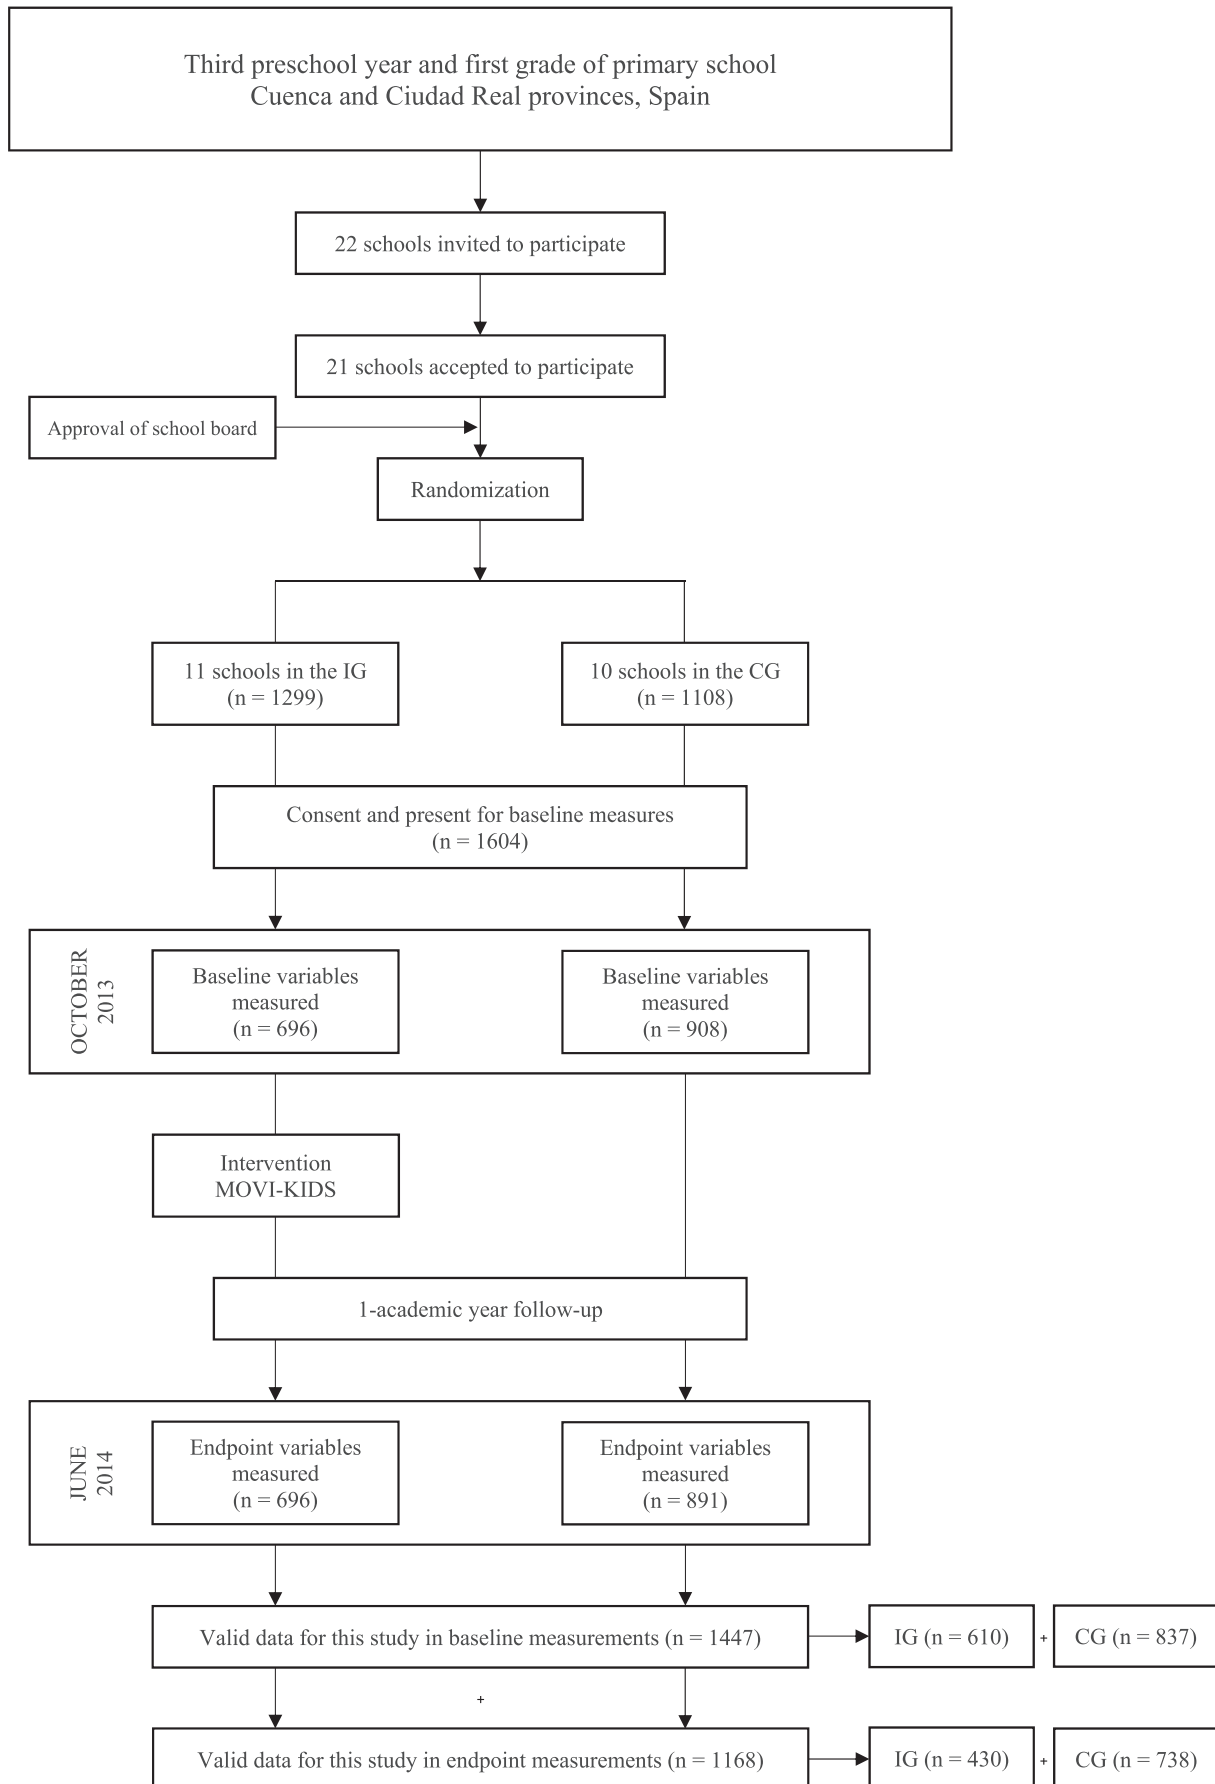 Third preschool year and first grade of primary school
Cuenca and Ciudad Real provinces, Spain
22 schools invited to participate
21 schools accepted to participate
Approval of school board
Randomization
11 schools in the IG
(n = 1299)
10 schools in the CG
(n = 1108)
Consent and present for baseline measures
(n = 1604)
OCTOBER
2013
Baseline variables
measured
(n = 696)
Baseline variables
measured
(n = 908)
Intervention
MOVI-KIDS
1-academic year follow-up
JUNE
2014
Endpoint variables
measured
(n = 696)
Endpoint variables
measured
(n = 891)
Valid data for this study in baseline measurements (n = 1447)
IG (n = 610)
+
CG (n = 837)
+
Valid data for this study in endpoint measurements (n = 1168)
IG (n = 430)
+
CG (n = 738)